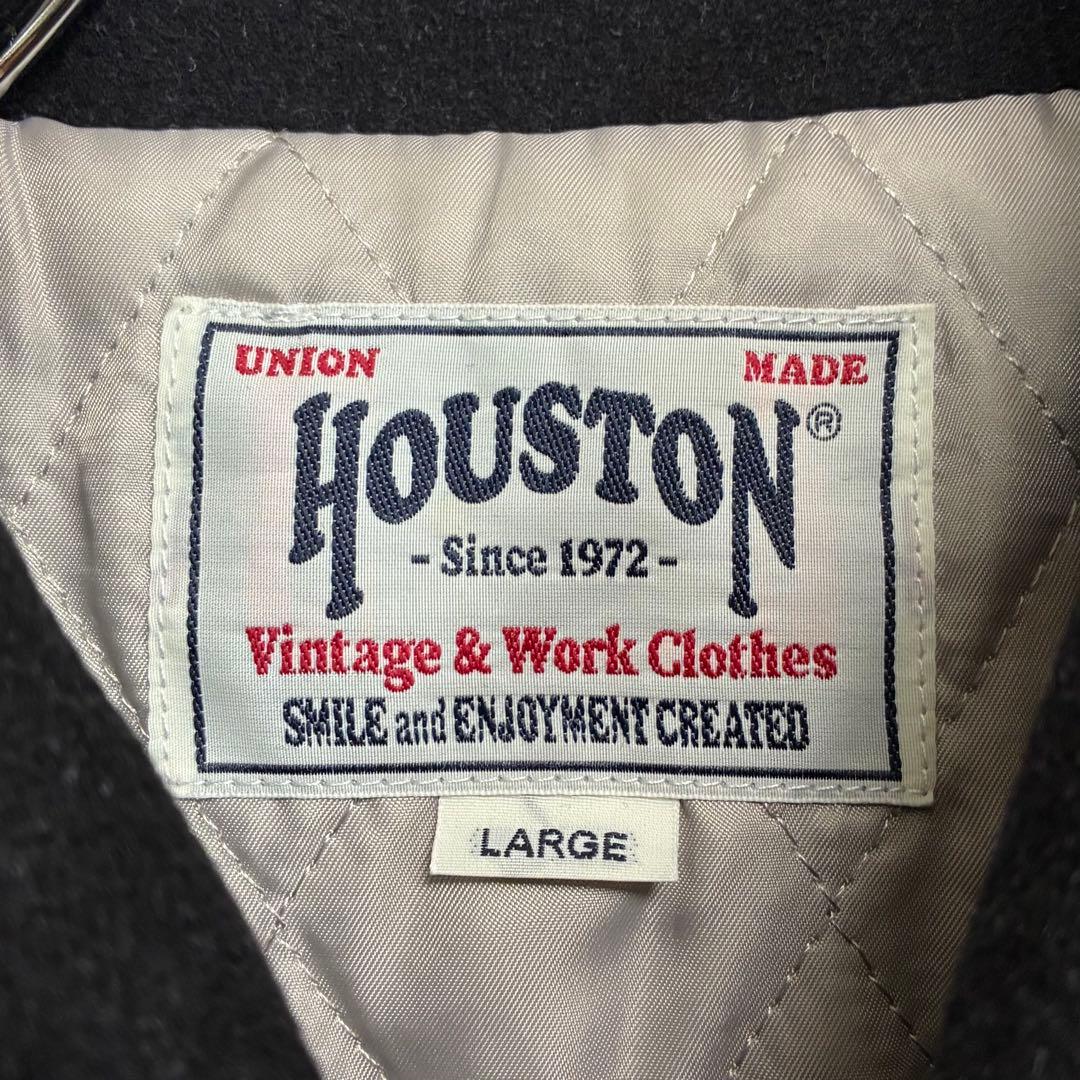 UNION MADE
HOUSTON®
- Since 1972 -
Vintage & Work Clothes
SMILE and ENJOYMENT CREATED
LARGE